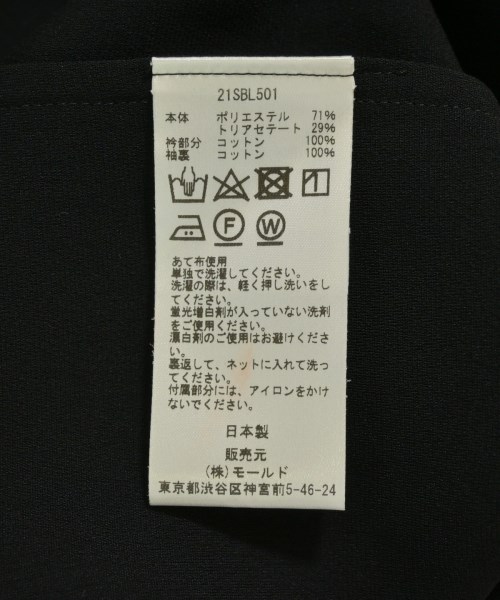 21SBL501
本体 ポリエステル 71%
トリアセテート 29%
衿部分 コットン 100%
袖裏 コットン 100%
F W
あて布使用
単独で洗濯してください。
洗濯の際は、軽く押し洗いをし
てください。
蛍光増白剤が入っていない洗剤
をご使用ください。
漂白剤のご使用はお避けくださ
い。
裏返して、ネットに入れて洗っ
てください。
付属部分には、アイロンをかけ
ないでください。
日本製
販売元
(株)モールド
東京都渋谷区神宮前5-46-24